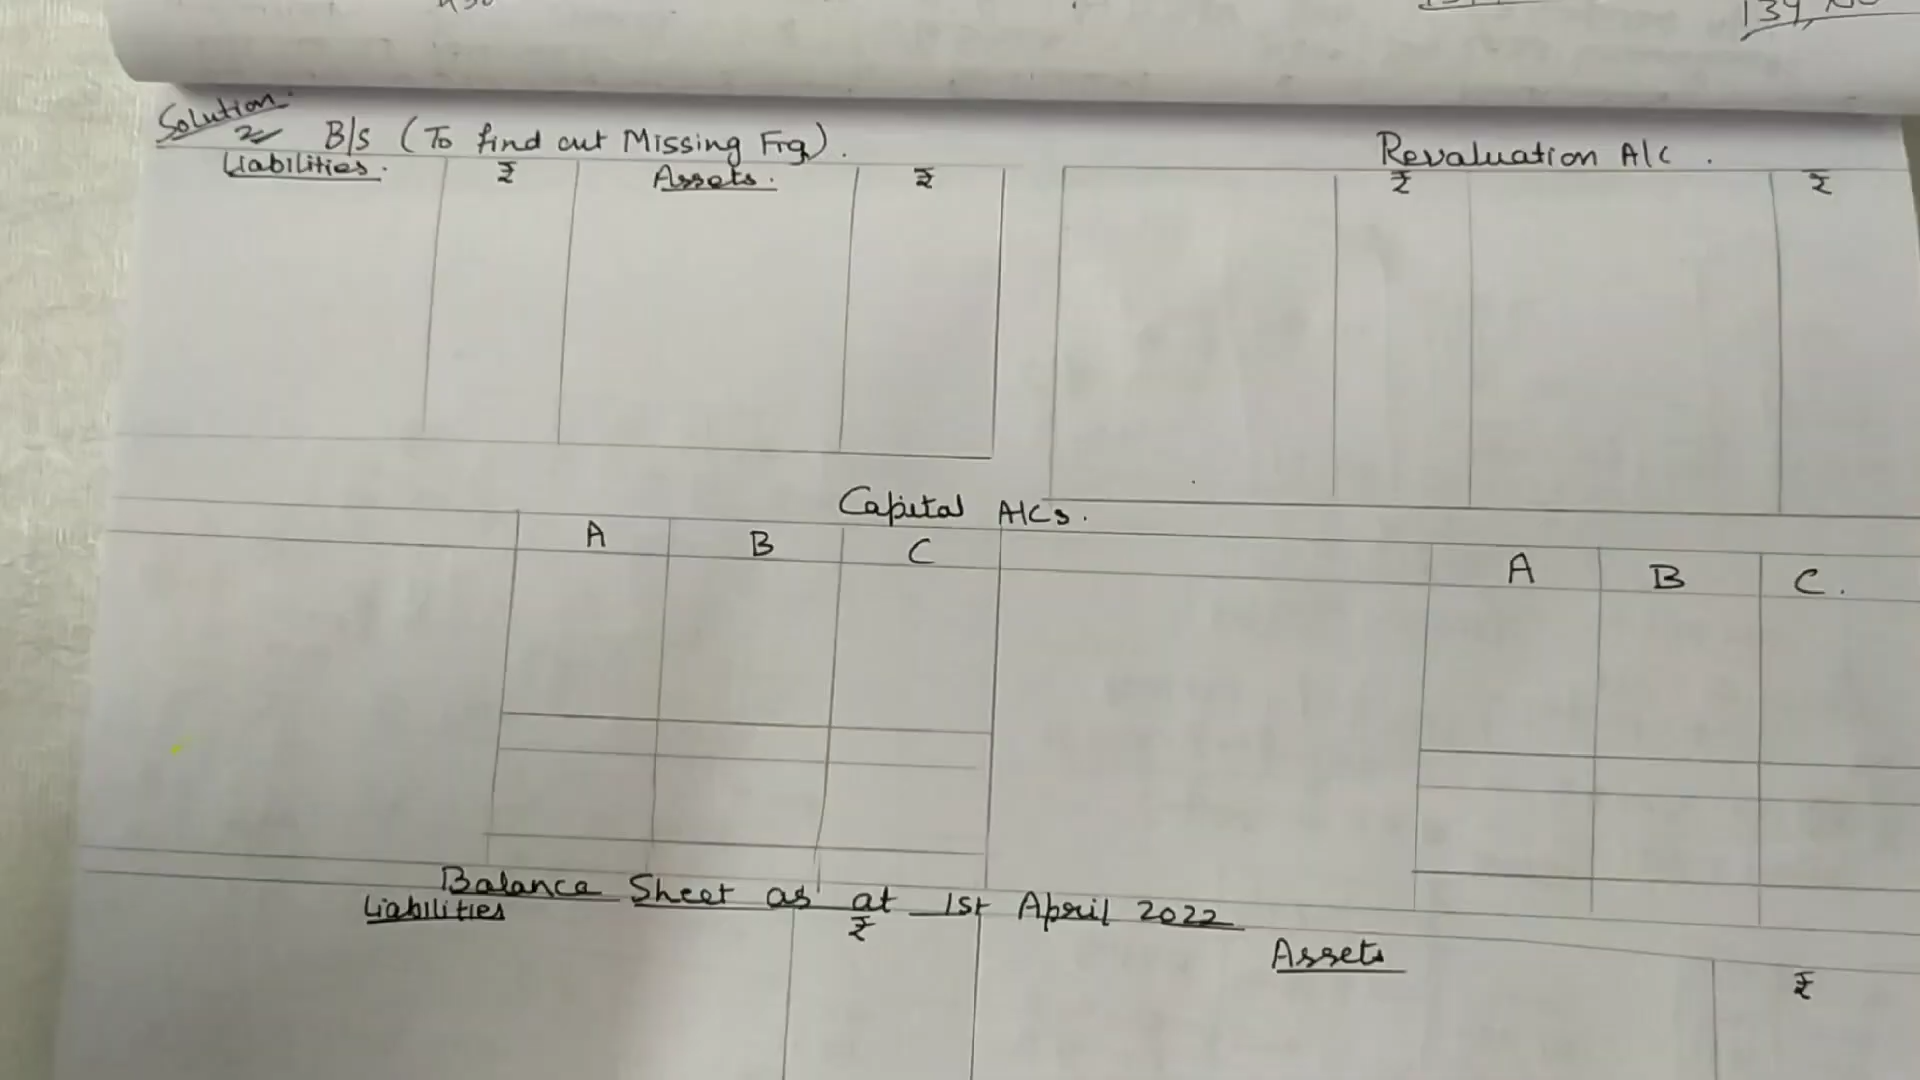 Solution.
B/S (To find out Missing Frg).
Liabilities. ₹ Assets. ₹
Revaluation A/C.
₹ ₹
Capital A/Cs.
A B C A B C.
Balance Sheet as at 1st April 2022
Liabilities ₹ Assets ₹